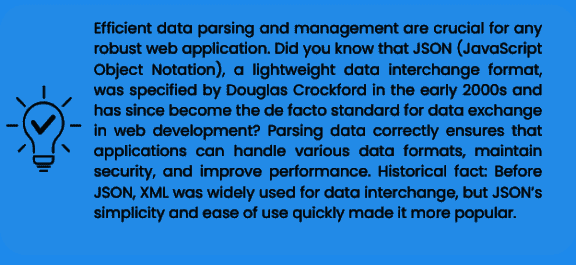 Efficient data parsing and management are crucial for any
robust web application. Did you know that JSON (JavaScript
Object Notation), a lightweight data interchange format,
was specified by Douglas Crockford in the early 2000s and
has since become the de facto standard for data exchange
in web development? Parsing data correctly ensures that
applications can handle various data formats, maintain
security, and improve performance. Historical fact: Before
JSON, XML was widely used for data interchange, but JSON's
simplicity and ease of use quickly made it more popular.